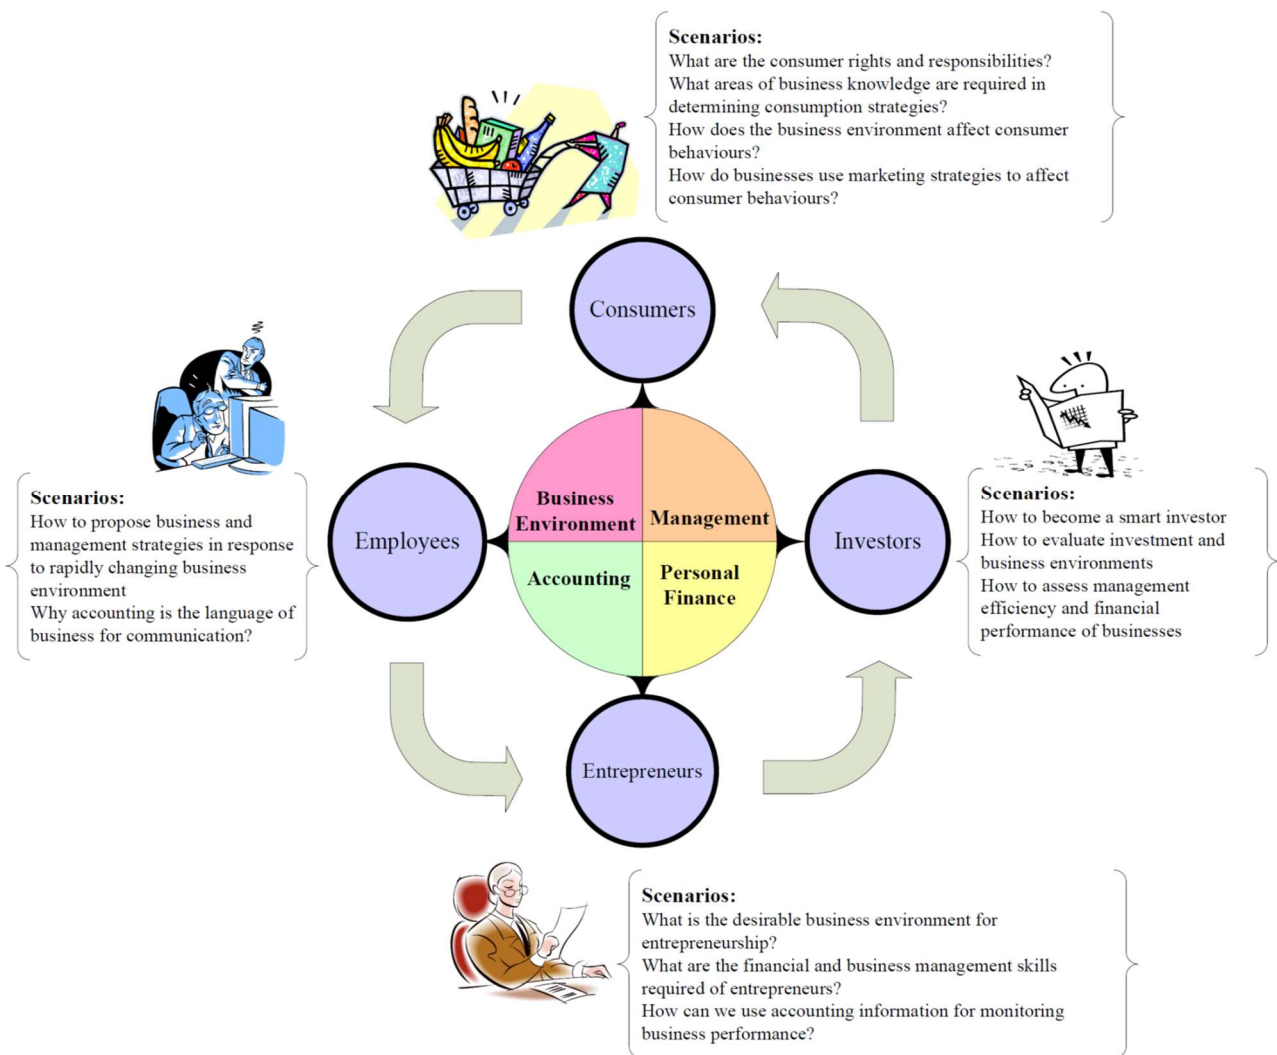 Scenarios:
What are the consumer rights and responsibilities?
What areas of business knowledge are required in
determining consumption strategies?
How does the business environment affect consumer
behaviours?
How do businesses use marketing strategies to affect
consumer behaviours?
Consumers
Scenarios:
How to propose business and
management strategies in response
to rapidly changing business
environment
Why accounting is the language of
business for communication?
Employees
Business
Environment
Management
Accounting
Personal
Finance
Investors
Scenarios:
How to become a smart investor
How to evaluate investment and
business environments
How to assess management
efficiency and financial
performance of businesses
Entrepreneurs
Scenarios:
What is the desirable business environment for
entrepreneurship?
What are the financial and business management skills
required of entrepreneurs?
How can we use accounting information for monitoring
business performance?